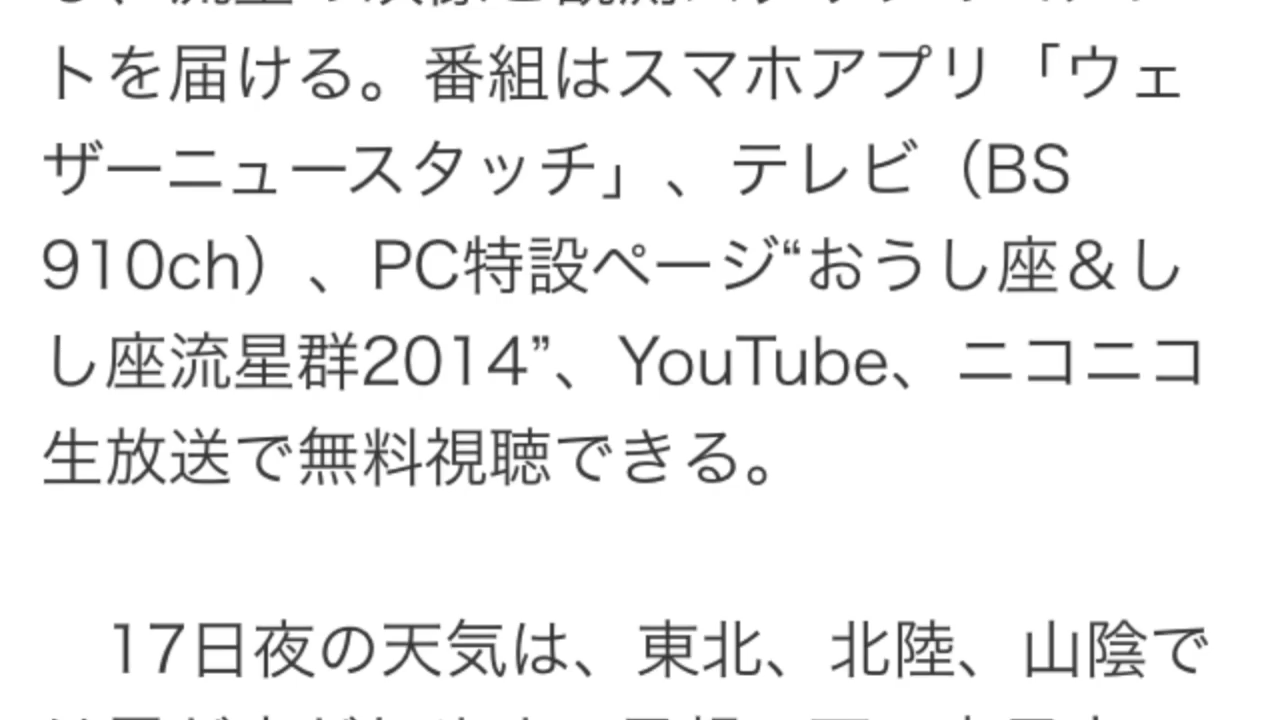 トを届ける。番組はスマホアプリ「ウェ
ザーニュースタッチ」、テレビ（BS
910ch）、PC特設ページ“おうし座＆し
し座流星群2014”、YouTube、ニコニコ
生放送で無料視聴できる。
17日夜の天気は、東北、北陸、山陰で